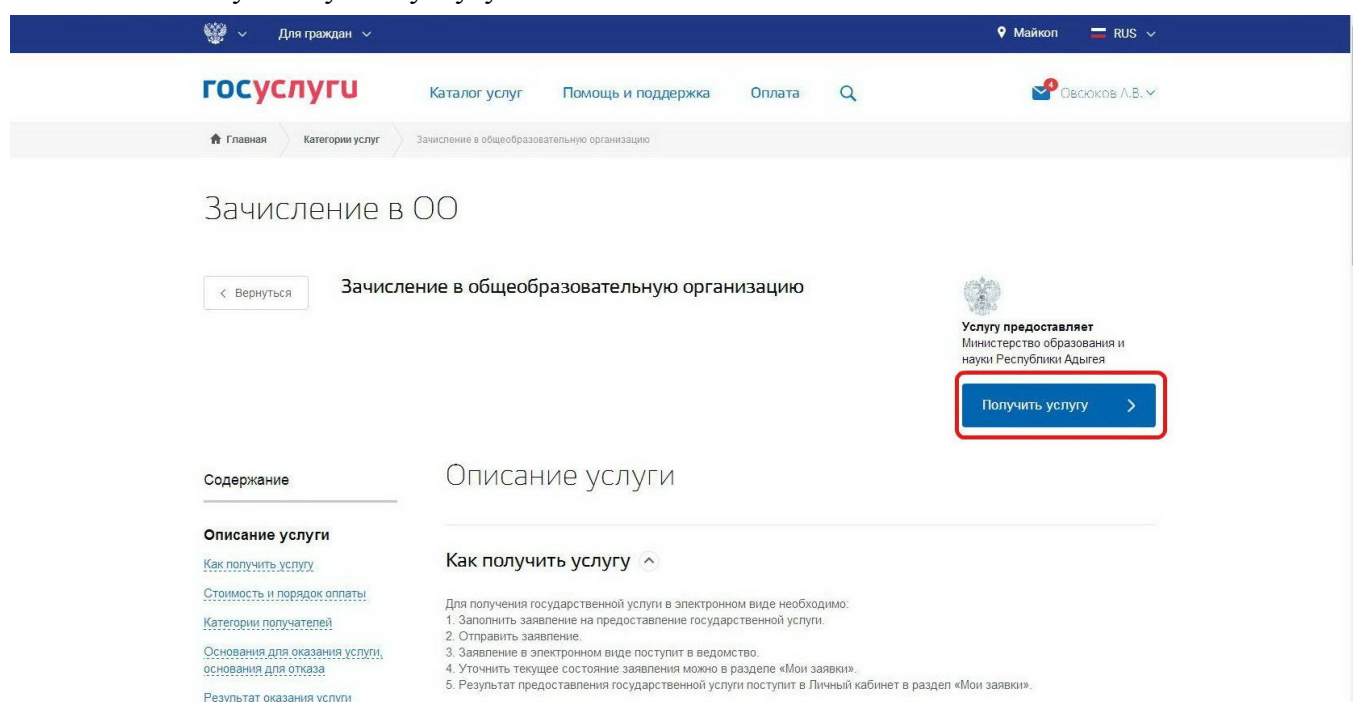 Для граждан
Майкоп
RUS
госуслуги
Каталог услуг
Помощь и поддержка
Оплата
4
Овсюков А.В.
Главная
Категории услуг
Зачисление в общеобразовательную организацию
Зачисление в ОО
Вернуться
Зачисление в общеобразовательную организацию
Услугу предоставляет
Министерство образования и
науки Республики Адыгея
Получить услугу
Содержание
Описание услуги
Как получить услугу
Стоимость и порядок оплаты
Категории получателей
Основания для оказания услуги,
основания для отказа
Результат оказания услуги
Описание услуги
Как получить услугу
Для получения государственной услуги в электронном виде необходимо:
1. Заполнить заявление на предоставление государственной услуги.
2. Отправить заявление.
3. Заявление в электронном виде поступит в ведомство.
4. Уточнить текущее состояние заявления можно в разделе «Мои заявки».
5. Результат предоставления государственной услуги поступит в Личный кабинет в раздел «Мои заявки».